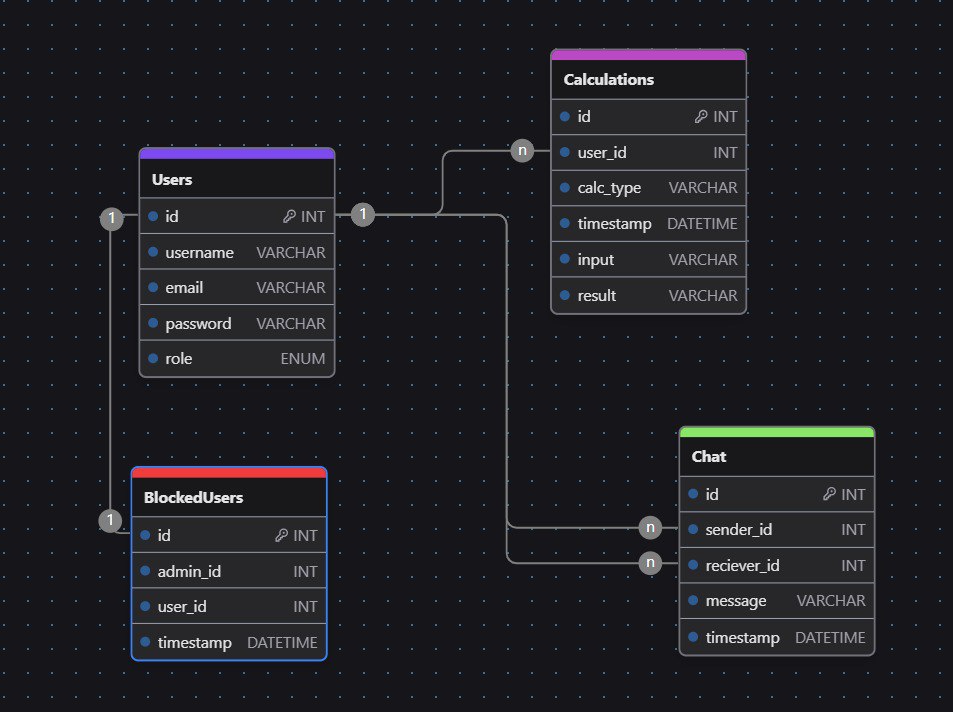 Users
id INT
username VARCHAR
email VARCHAR
password VARCHAR
role ENUM
1
1
n
Calculations
id INT
user_id INT
calc_type VARCHAR
timestamp DATETIME
input VARCHAR
result VARCHAR
BlockedUsers
1
id INT
admin_id INT
user_id INT
timestamp DATETIME
Chat
id INT
n
sender_id INT
n
reciever_id INT
message VARCHAR
timestamp DATETIME